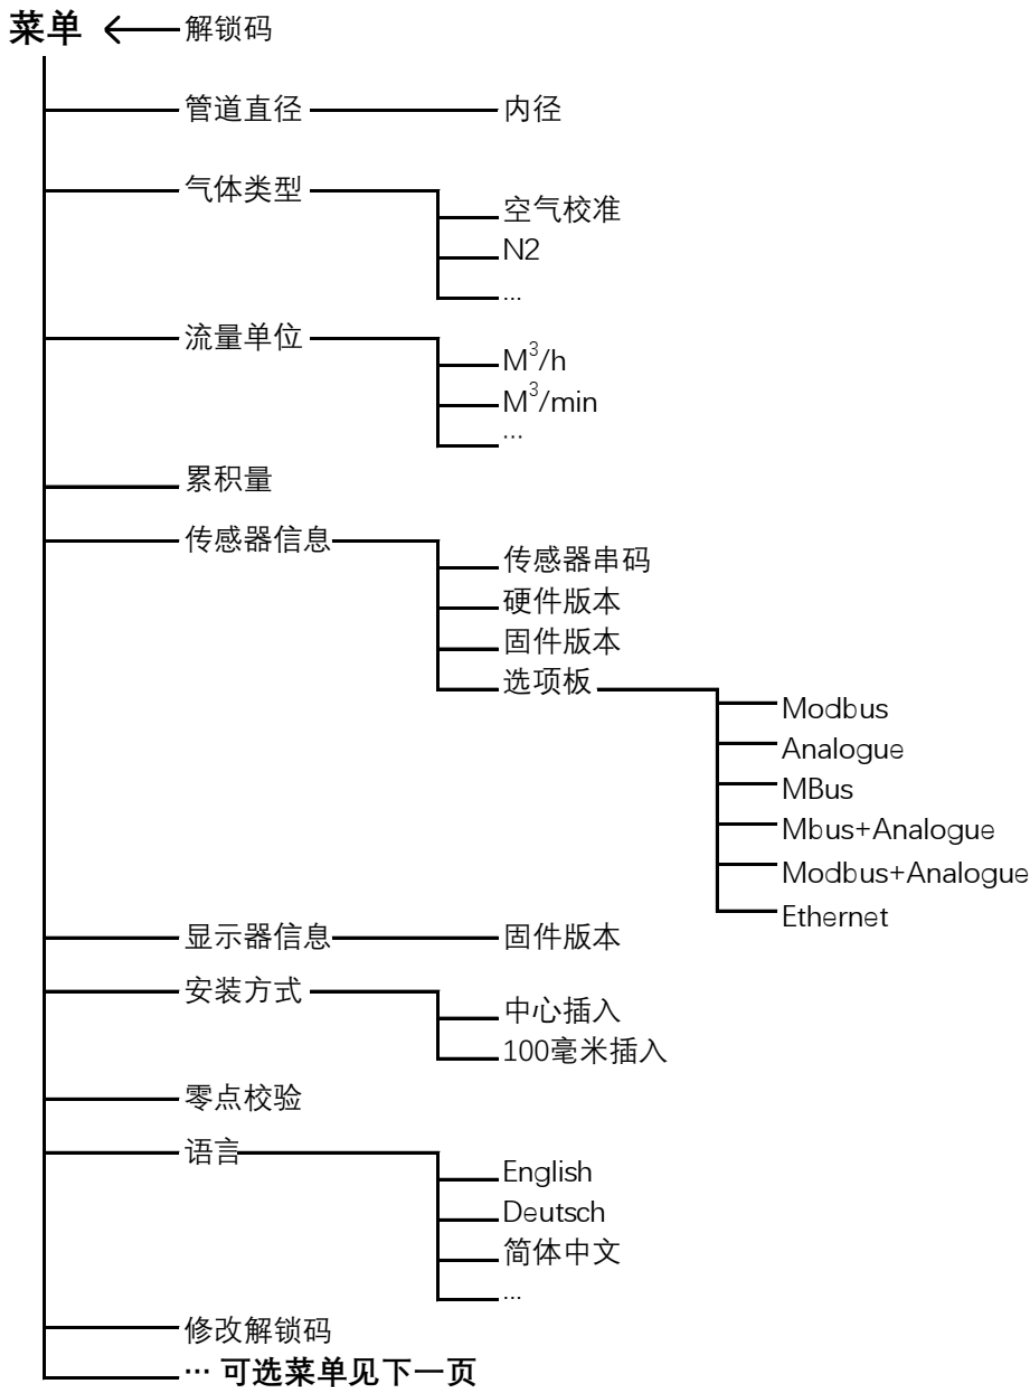 菜单
解锁码
管道直径
内径
气体类型
空气校准
N2
...
流量单位
M³/h
M³/min
...
累积量
传感器信息
传感器串码
硬件版本
固件版本
选项板
Modbus
Analogue
MBus
Mbus+Analogue
Modbus+Analogue
Ethernet
显示器信息
固件版本
安装方式
中心插入
100毫米插入
零点校验
语言
English
Deutsch
简体中文
...
修改解锁码
... 可选菜单见下一页